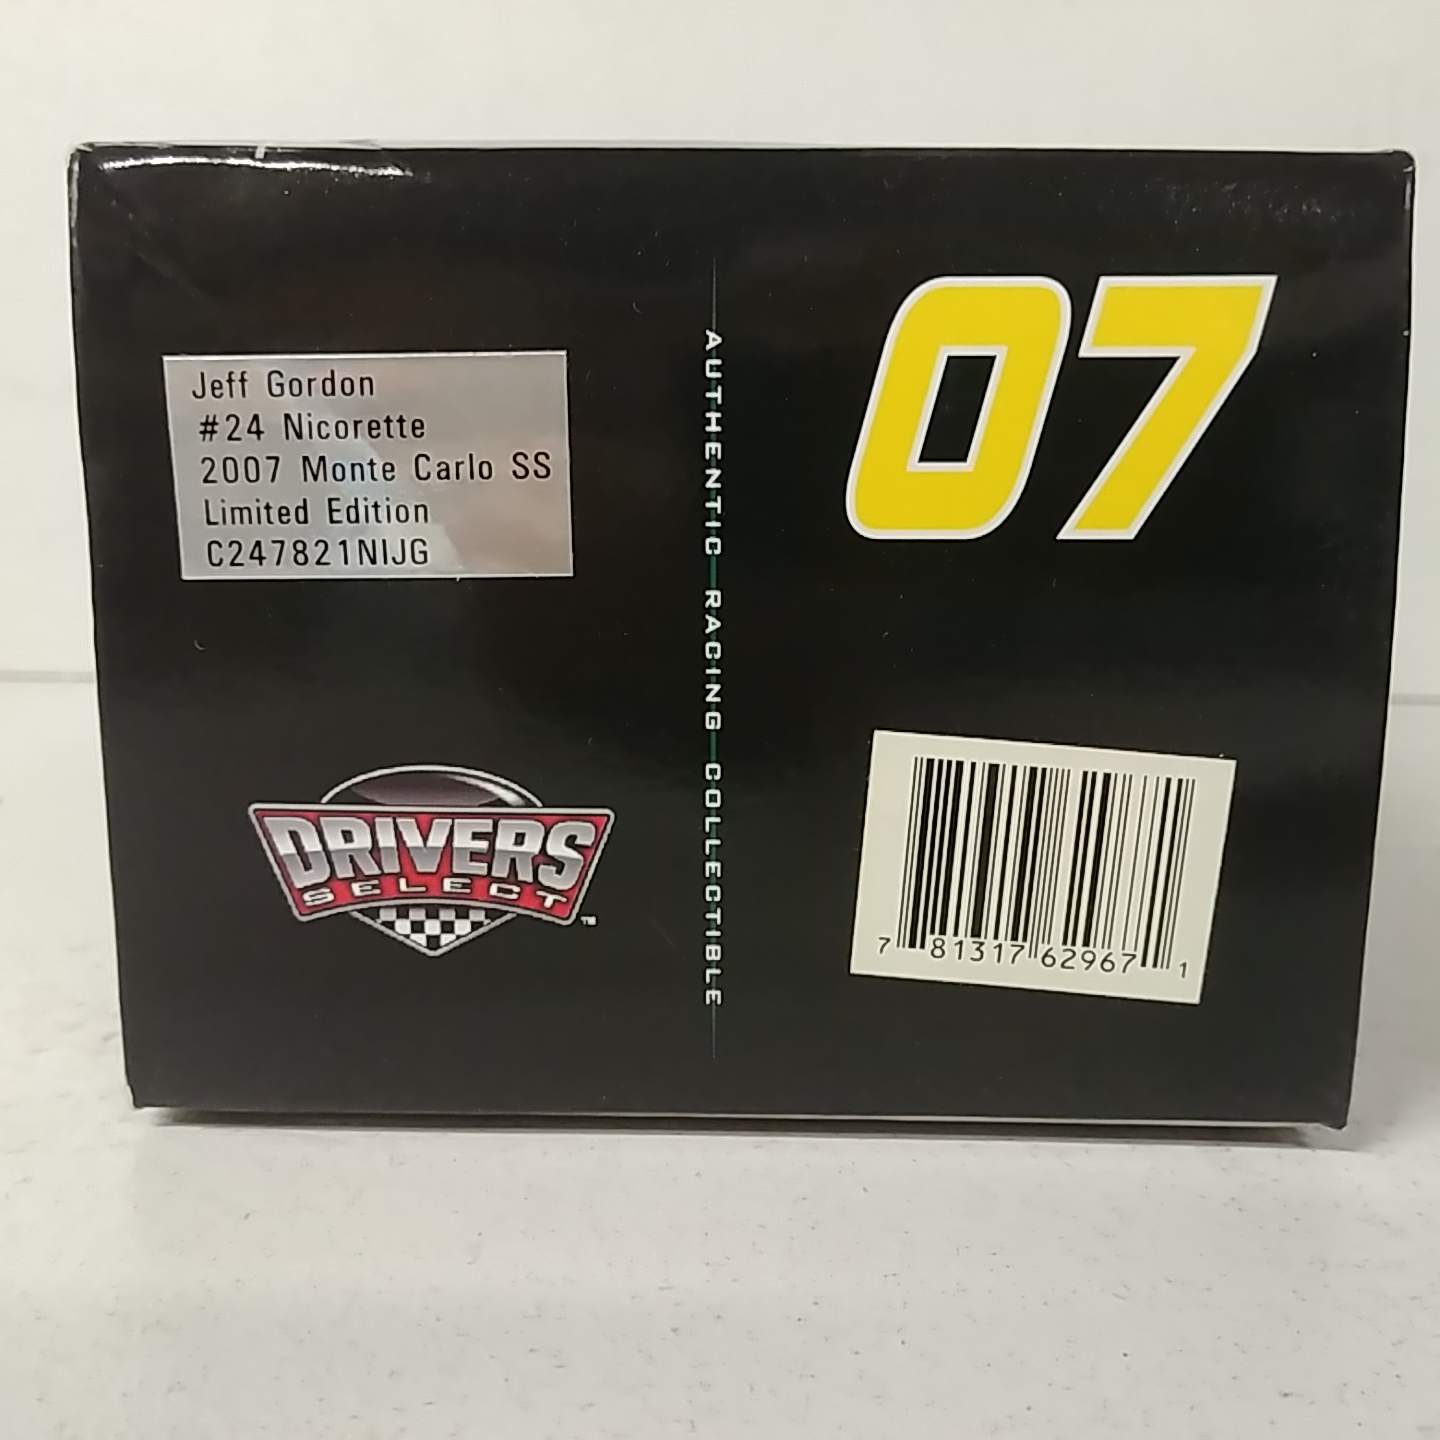 Jeff Gordon
#24 Nicorette
2007 Monte Carlo SS
Limited Edition
C247821NIJG
DRIVERS
SELECT
TM
AUTHENTIC RACING COLLECTIBLE
07
7 81317 62967 1